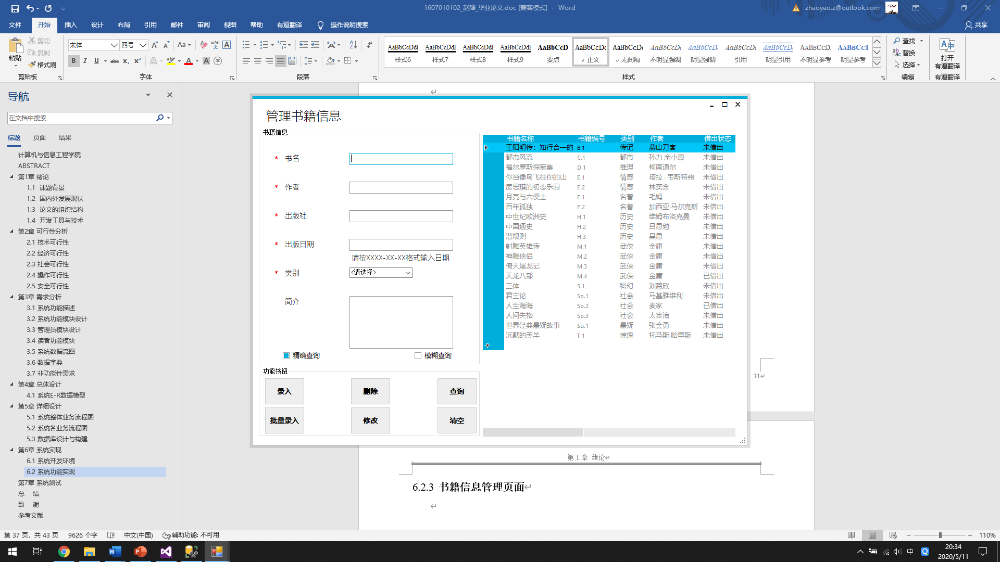 1607010102_赵耀_毕业论文.doc [兼容模式] - Word
zhaoyao.z@outlook.com
文件 开始 插入 设计 布局 引用 邮件 审阅 视图 帮助 有道翻译 操作说明搜索 共享
粘贴 剪切 复制 格式刷
宋体 四号
AaBbCcDdE AaBbCcDdE AaBbCcDdE AaBbCcDdE AaBbCcD AaBbCcDc AaBbCcDc AaBbCcDc AaBbCcDc AaBbCcDc AaBbCcDc AaBbCcDı AaBbCcI
样式6 样式7 样式8 样式9 要点 正文 无间隔 不明显强调 明显强调 引用 明显引用 不明显参考 明显参考
查找
替换
选择
打开
有道翻译
剪贴板 字体 段落 样式 编辑 有道翻译
导航
在文档中搜索
标题 页面 结果
计算机与信息工程学院
ABSTRACT
第1章 绪论
1.1 课题背景
1.2 国内外发展现状
1.3 论文的组织结构
1.4 开发工具与技术
第2章 可行性分析
2.1 技术可行性
2.2 经济可行性
2.3 社会可行性
2.4 操作可行性
2.5 安全可行性
第3章 需求分析
3.1 系统功能描述
3.2 系统功能模块设计
3.3 管理员模块设计
3.4 读者功能模块
3.5 系统数据流图
3.6 数据字典
3.7 非功能性需求
第4章 总体设计
4.1 系统E-R数据模型
第5章 详细设计
5.1 系统整体业务流程图
5.2 系统各业务流程图
5.3 数据库设计与构建
第6章 系统实现
6.1 系统开发环境
6.2 系统功能实现
第7章 系统测试
总 结
致 谢
参考文献
管理书籍信息
书籍信息
* 书名
* 作者
* 出版社
* 出版日期
请按XXXX-XX-XX格式输入日期
* 类别 <请选择>
简介
精确查询 模糊查询
功能按钮
录入 删除 查询
批量录入 修改 清空
书籍名称 书籍编号 类别 作者 借出状态
王阳明传：知行合一的 B.1 传记 燕山刀客 未借出
都市风流 C.1 都市 孙力 余小惠 未借出
福尔摩斯探案集 D.1 推理 柯南道尔 未借出
你当像鸟飞往你的山 E.1 情感 塔拉·韦斯特弗 未借出
房思琪的初恋乐园 E.2 情感 林奕含 未借出
月亮与六便士 F.1 名著 毛姆 未借出
百年孤独 F.2 名著 加西亚·马尔克斯 未借出
中世纪欧洲史 H.1 历史 维姆布洛克曼 未借出
中国通史 H.2 历史 吕思勉 未借出
潜规则 H.3 历史 吴思 未借出
射雕英雄传 M.1 武侠 金庸 未借出
神雕侠侣 M.2 武侠 金庸 未借出
倚天屠龙记 M.3 武侠 金庸 未借出
天龙八部 M.4 武侠 金庸 已借出
三体 S.1 科幻 刘慈欣 未借出
君主论 So.1 社会 马基雅维利 未借出
人生海海 So.2 社会 麦家 已借出
人间失格 So.3 社会 太宰治 未借出
世界经典悬疑故事 Su.1 悬疑 张金勇 未借出
沉默的羔羊 T.1 惊悚 托马斯·哈里斯 未借出
31
第 1 章 绪论
6.2.3 书籍信息管理页面
第 37 页，共 43 页 9626 个字 中文(中国) 辅助功能: 不可用 110%
中
20:34
2020/5/11